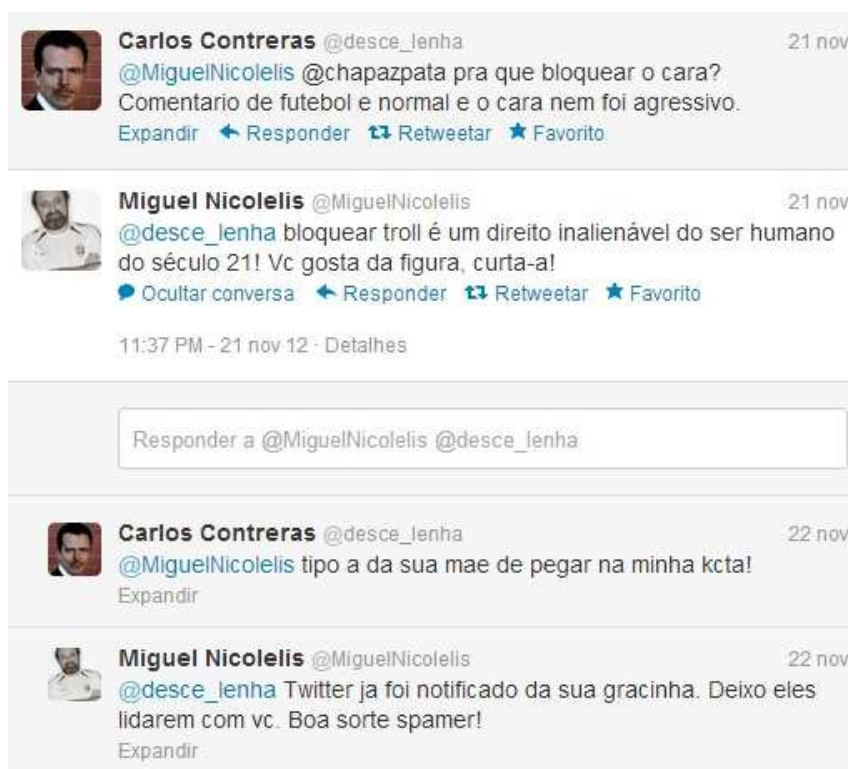 Carlos Contreras @desce_lenha 21 nov
@MiguelNicolelis @chapazpata pra que bloquear o cara?
Comentario de futebol e normal e o cara nem foi agressivo.
Expandir Responder Retweetar Favorito
Miguel Nicolelis @MiguelNicolelis 21 nov
@desce_lenha bloquear troll é um direito inalienável do ser humano
do século 21! Vc gosta da figura, curta-a!
Ocultar conversa Responder Retweetar Favorito
11:37 PM - 21 nov 12 · Detalhes
Responder a @MiguelNicolelis @desce_lenha
Carlos Contreras @desce_lenha 22 nov
@MiguelNicolelis tipo a da sua mae de pegar na minha kcta!
Expandir
Miguel Nicolelis @MiguelNicolelis 22 nov
@desce_lenha Twitter ja foi notificado da sua gracinha. Deixo eles
lidarem com vc. Boa sorte spamer!
Expandir